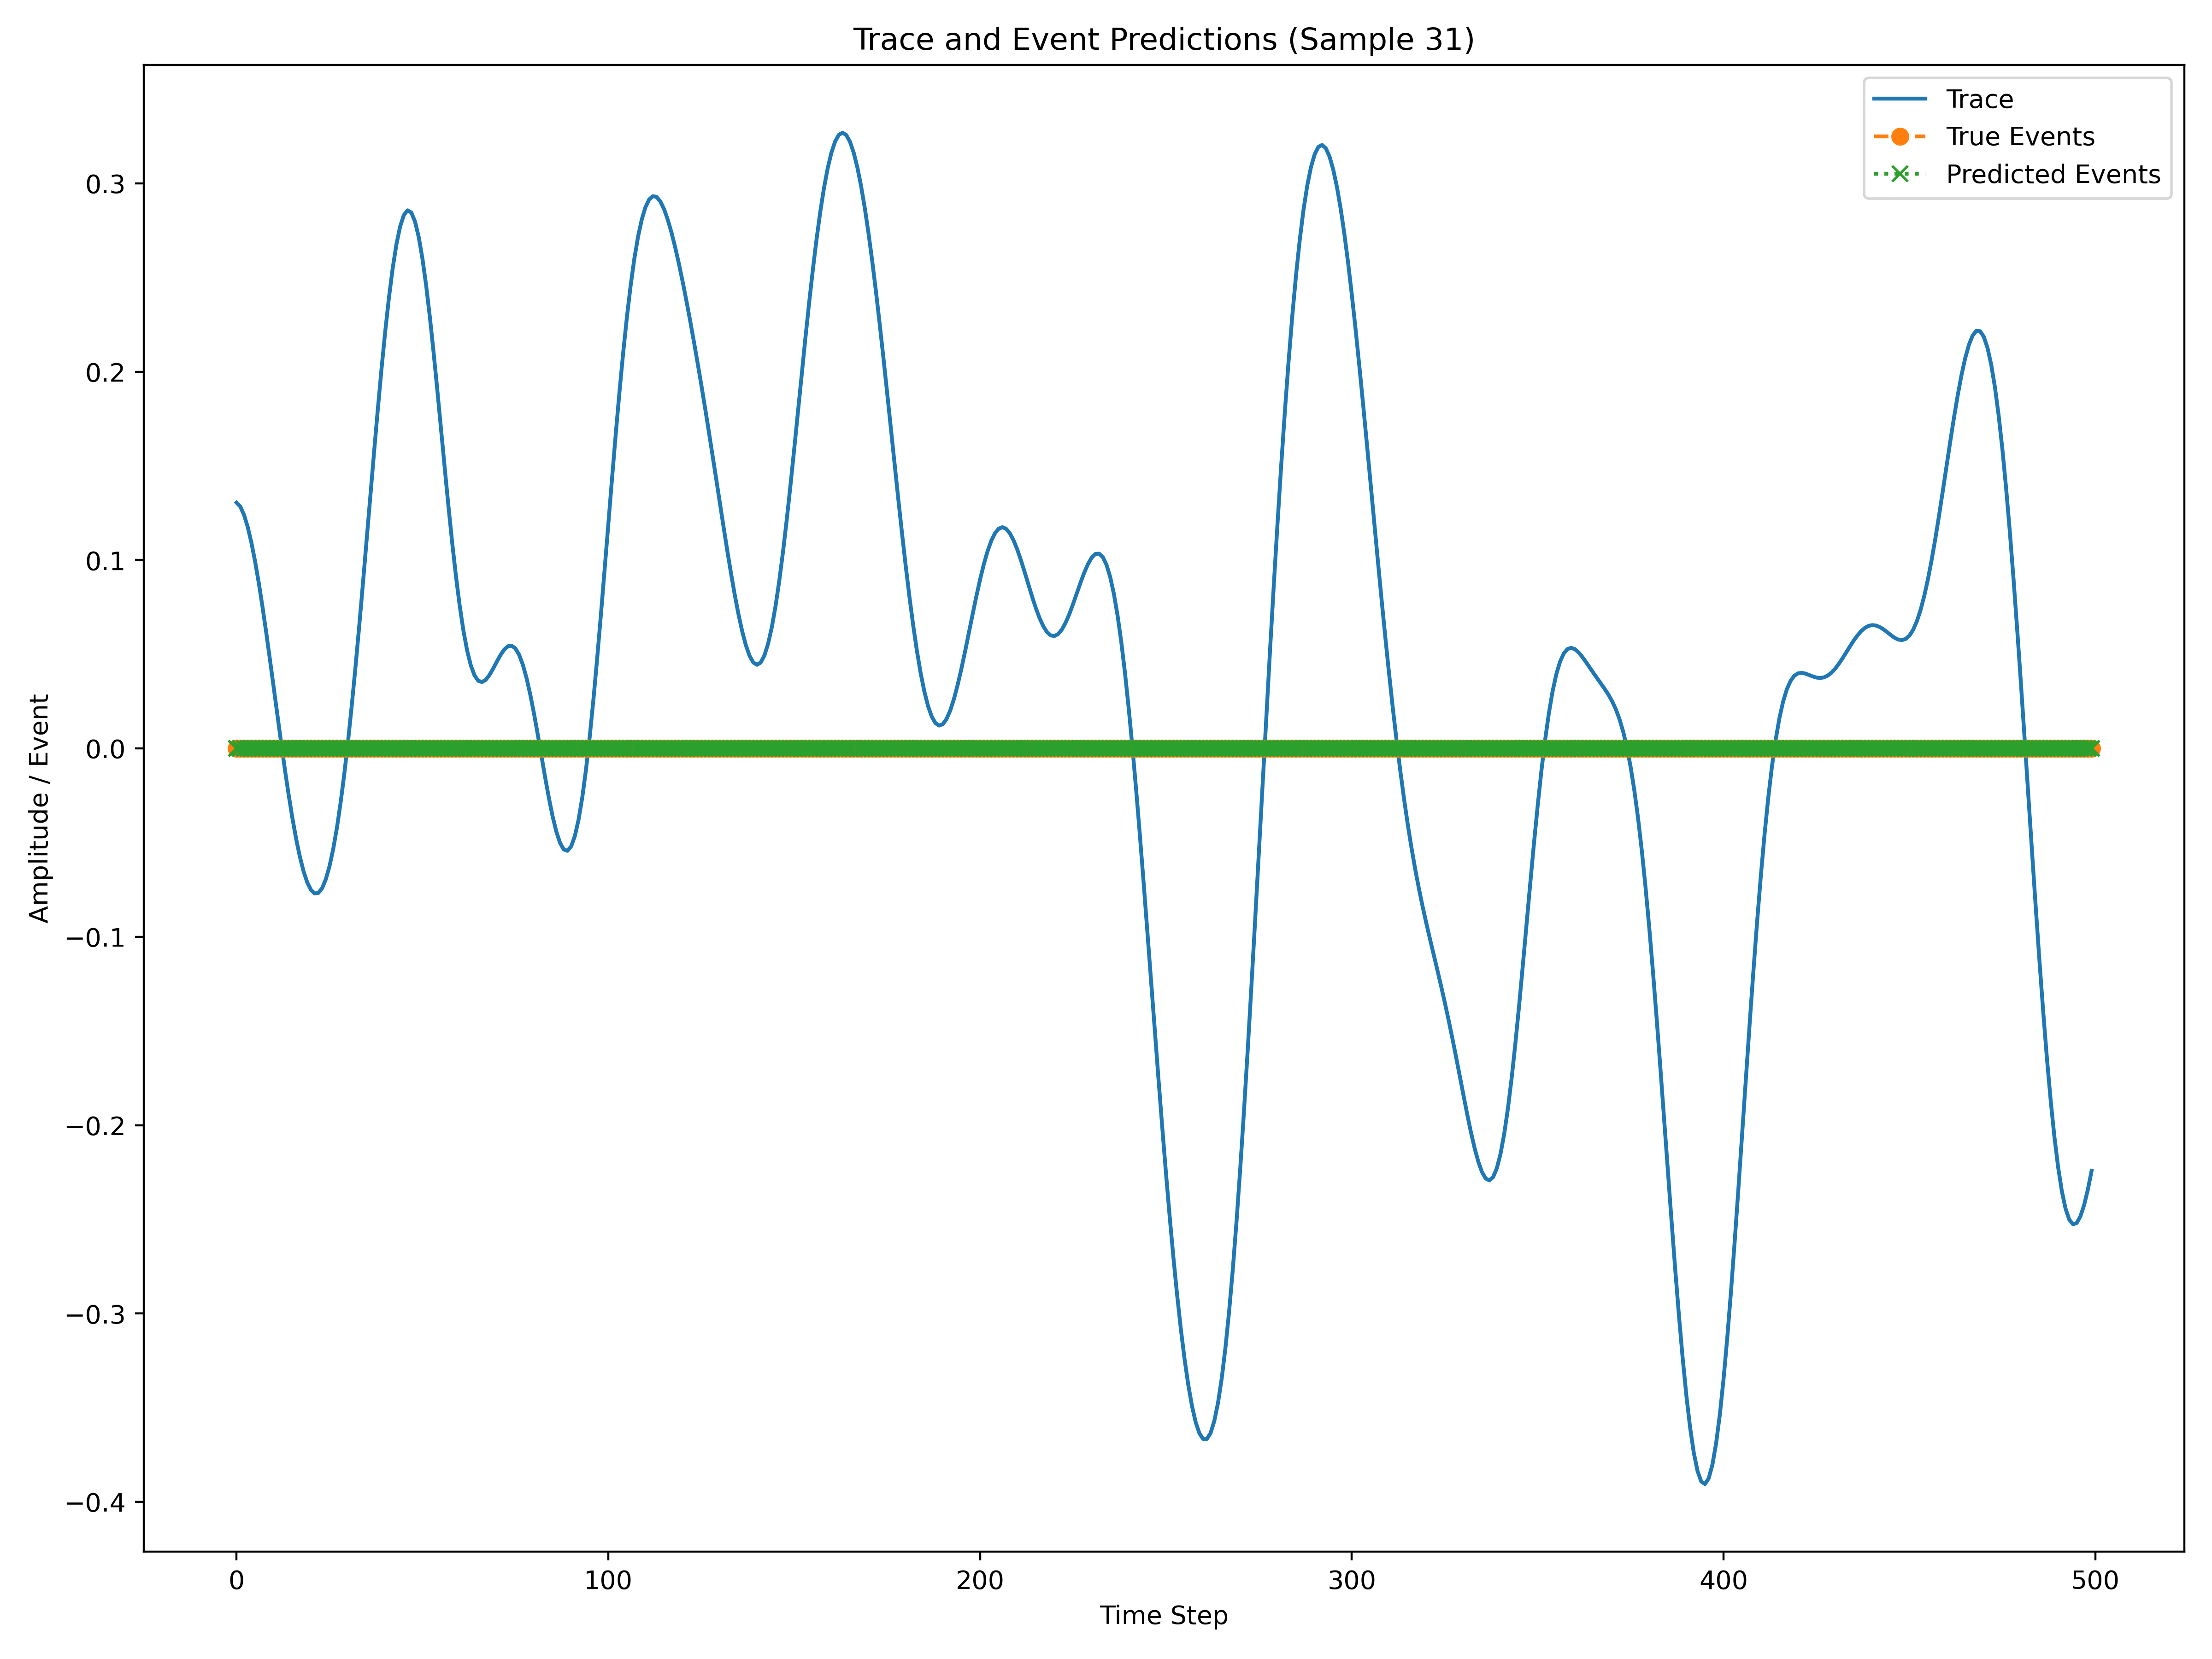 Trace and Event Predictions (Sample 31)
Trace
True Events
Predicted Events
Amplitude / Event
0.3
0.2
0.1
0.0
−0.1
−0.2
−0.3
−0.4
0 100 200 300 400 500
Time Step